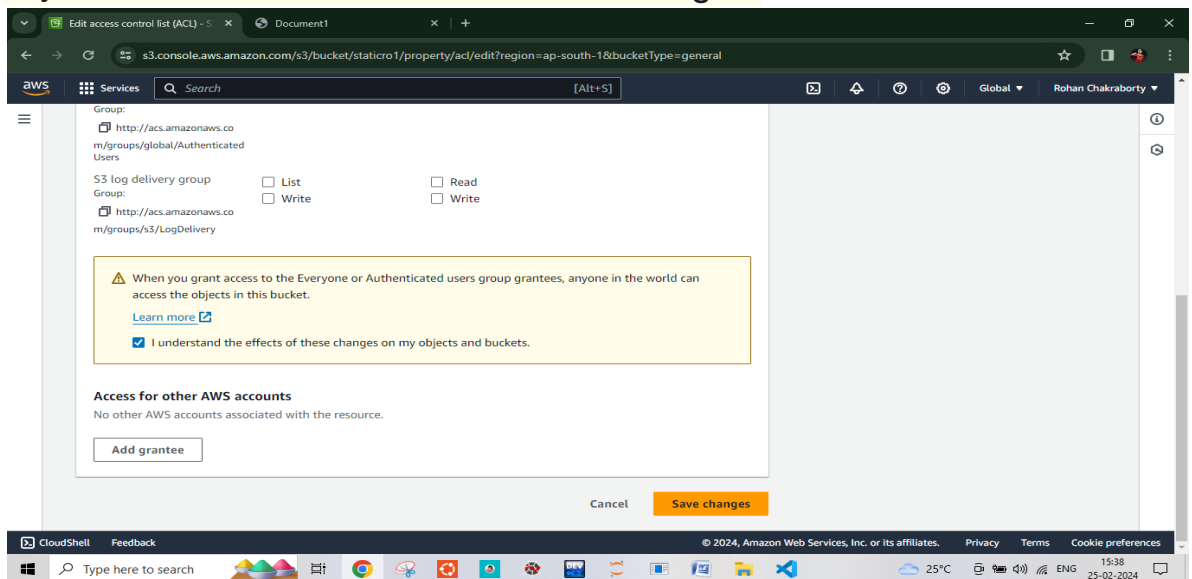 Edit access control list (ACL) - S
Document1
s3.console.aws.amazon.com/s3/bucket/staticro1/property/acl/edit?region=ap-south-1&bucketType=general
aws
Services
Search
[Alt+S]
Global
Rohan Chakraborty
Group:
http://acs.amazonaws.co
m/groups/global/Authenticated
Users
S3 log delivery group
List
Read
Group:
Write
Write
http://acs.amazonaws.co
m/groups/s3/LogDelivery
When you grant access to the Everyone or Authenticated users group grantees, anyone in the world can
access the objects in this bucket.
Learn more
I understand the effects of these changes on my objects and buckets.
Access for other AWS accounts
No other AWS accounts associated with the resource.
Add grantee
Cancel
Save changes
CloudShell
Feedback
© 2024, Amazon Web Services, Inc. or its affiliates.
Privacy
Terms
Cookie preferences
Type here to search
DEV
25°C
ENG
15:38
25-02-2024